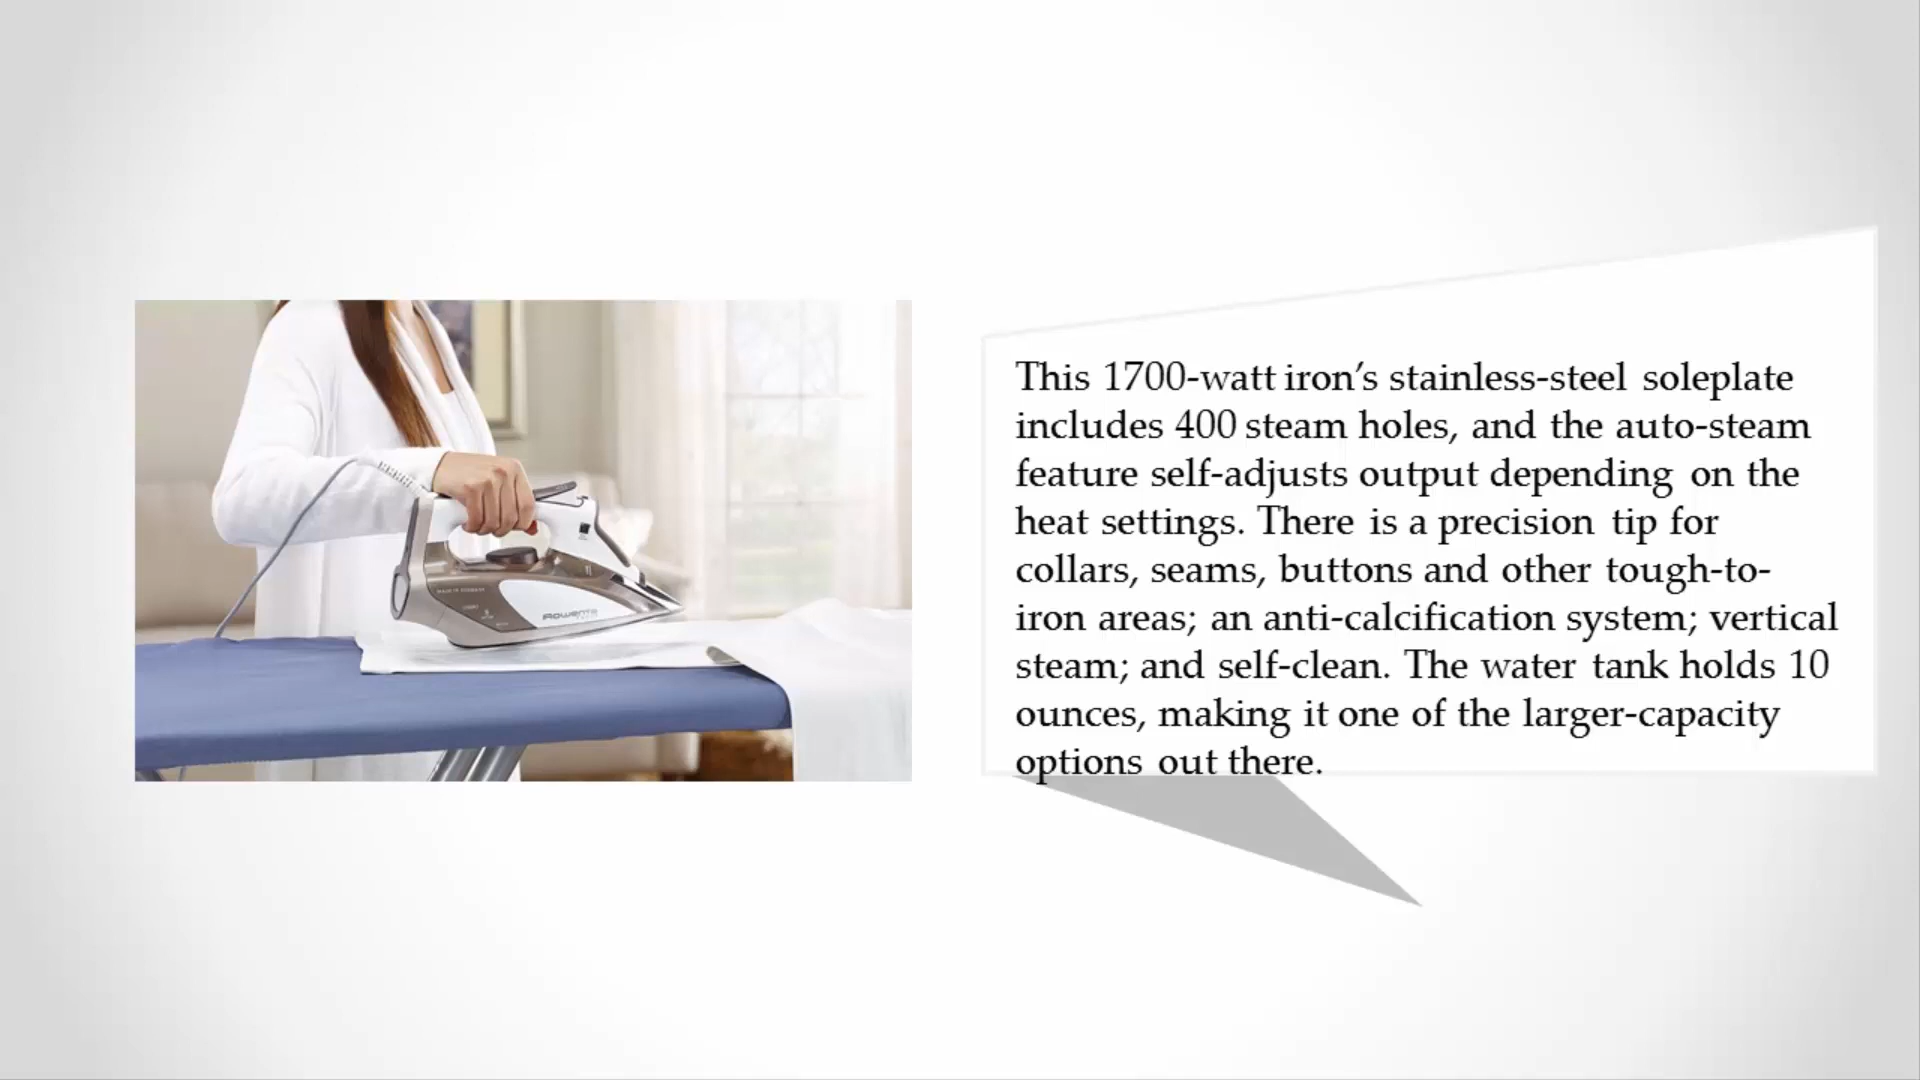 This 1700-watt iron’s stainless-steel soleplate
includes 400 steam holes, and the auto-steam
feature self-adjusts output depending on the
heat settings. There is a precision tip for
collars, seams, buttons and other tough-to-
iron areas; an anti-calcification system; vertical
steam; and self-clean. The water tank holds 10
ounces, making it one of the larger-capacity
options out there.
Rowenta